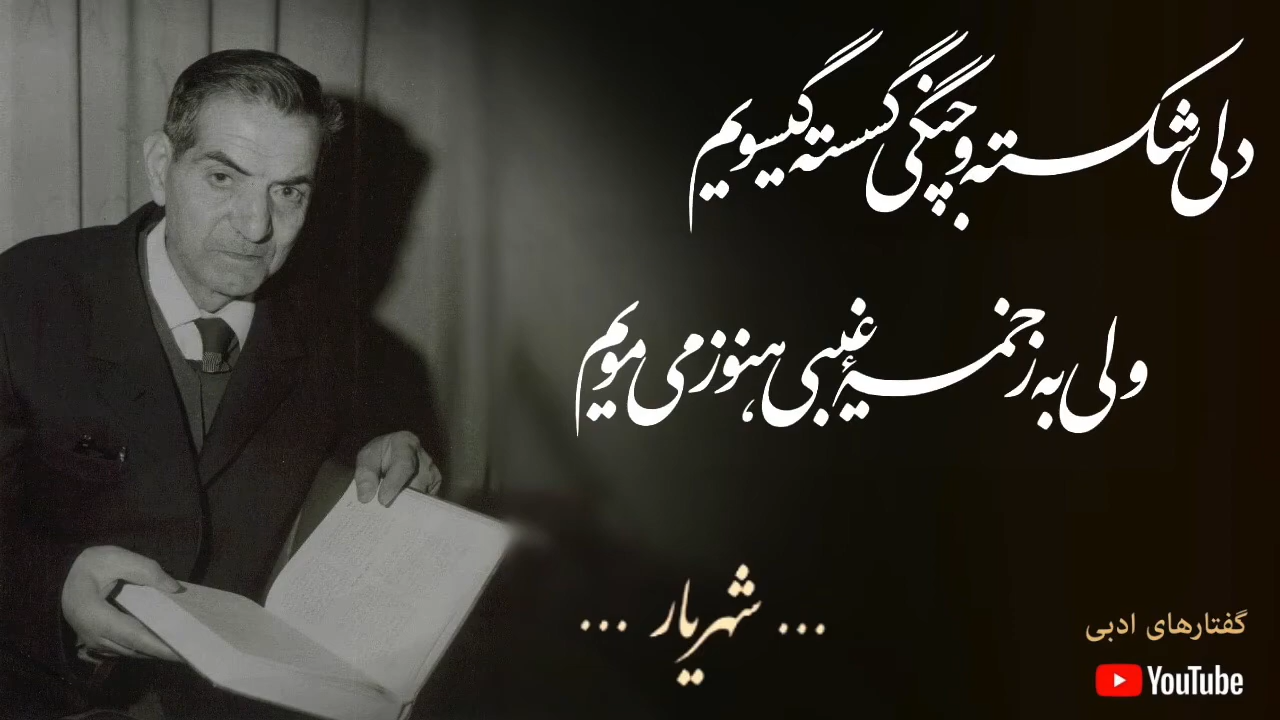 دلی شکسته و چنگی گسسته گیسویم
ولی به زخمهٔ غیبی، هنوز می مویم
... شهریار ...
گفتارهای ادبی
YouTube